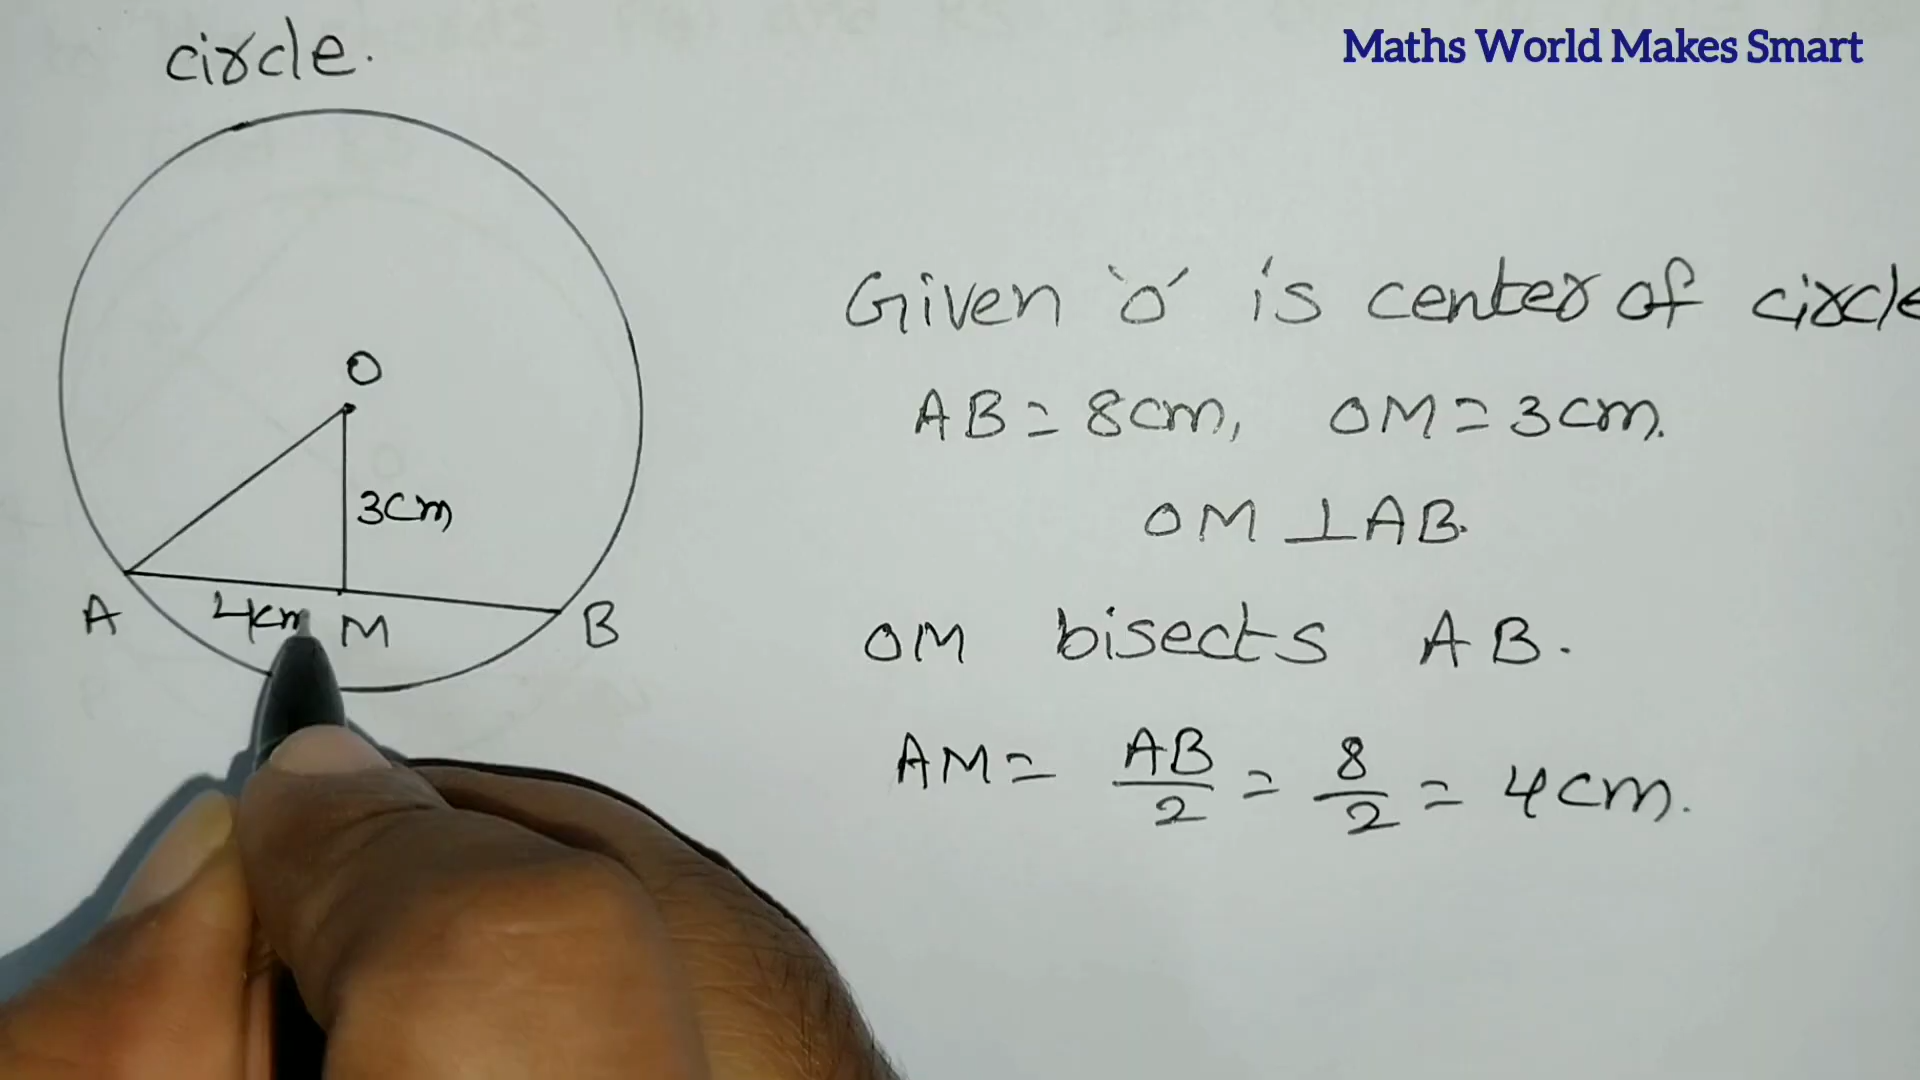 Maths World Makes Smart
circle.
O
3cm
A
4cm
M
B
Given 'O' is center of circle
AB = 8cm, OM = 3cm.
OM ⊥ AB.
OM bisects AB.
AM = AB/2 = 8/2 = 4cm.